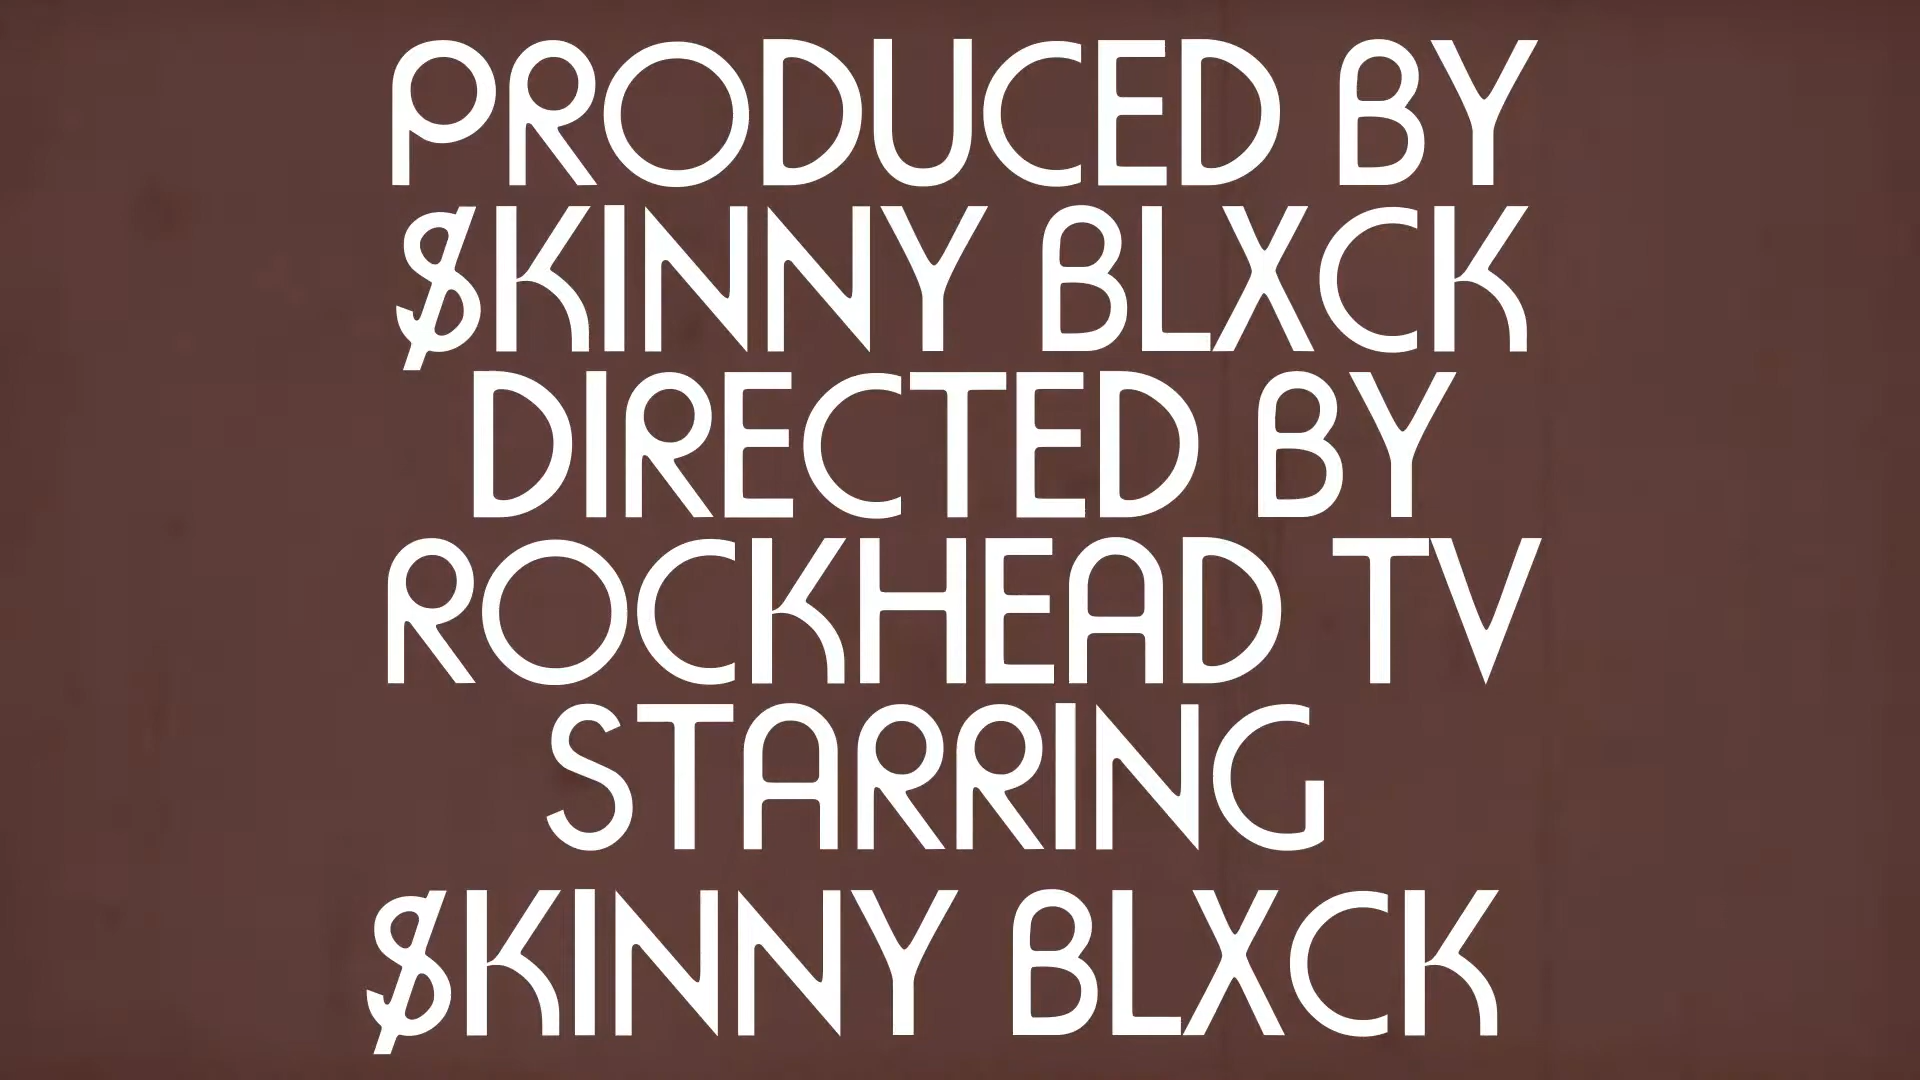 PRODUCED BY
$KINNY BLXCK
DIRECTED BY
ROCKHEAD TV
STARRING
$KINNY BLXCK